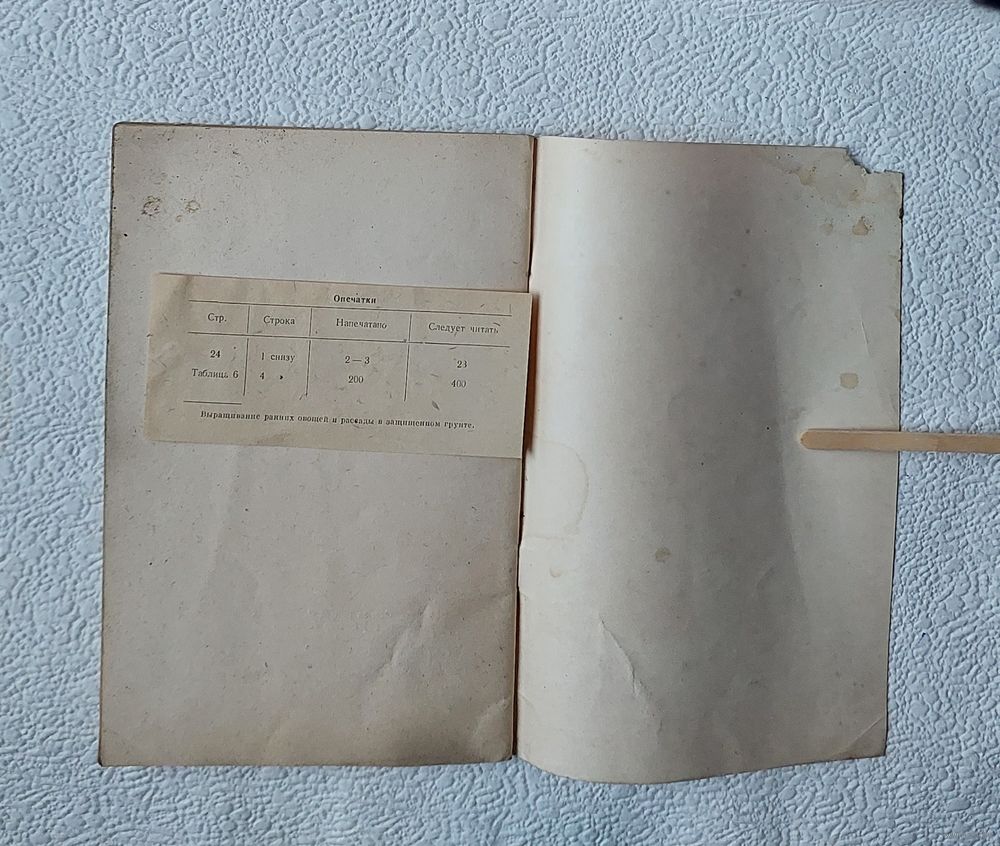 Опечатки
Стр. Строка Напечатано Следует читать
24 1 снизу 2 — 3 23
Таблица 6 4 » 200 400
Выращивание ранних овощей и рассады в защищенном грунте.